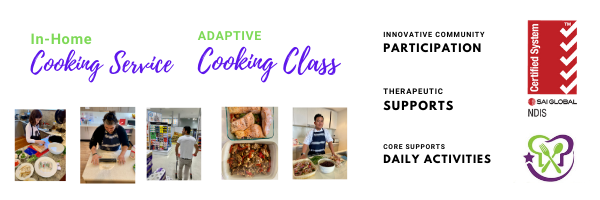 In-Home
Cooking Service
ADAPTIVE
Cooking Class
INNOVATIVE COMMUNITY
PARTICIPATION
THERAPEUTIC
SUPPORTS
CORE SUPPORTS
DAILY ACTIVITIES
Certified System
TM
SAI GLOBAL
NDIS